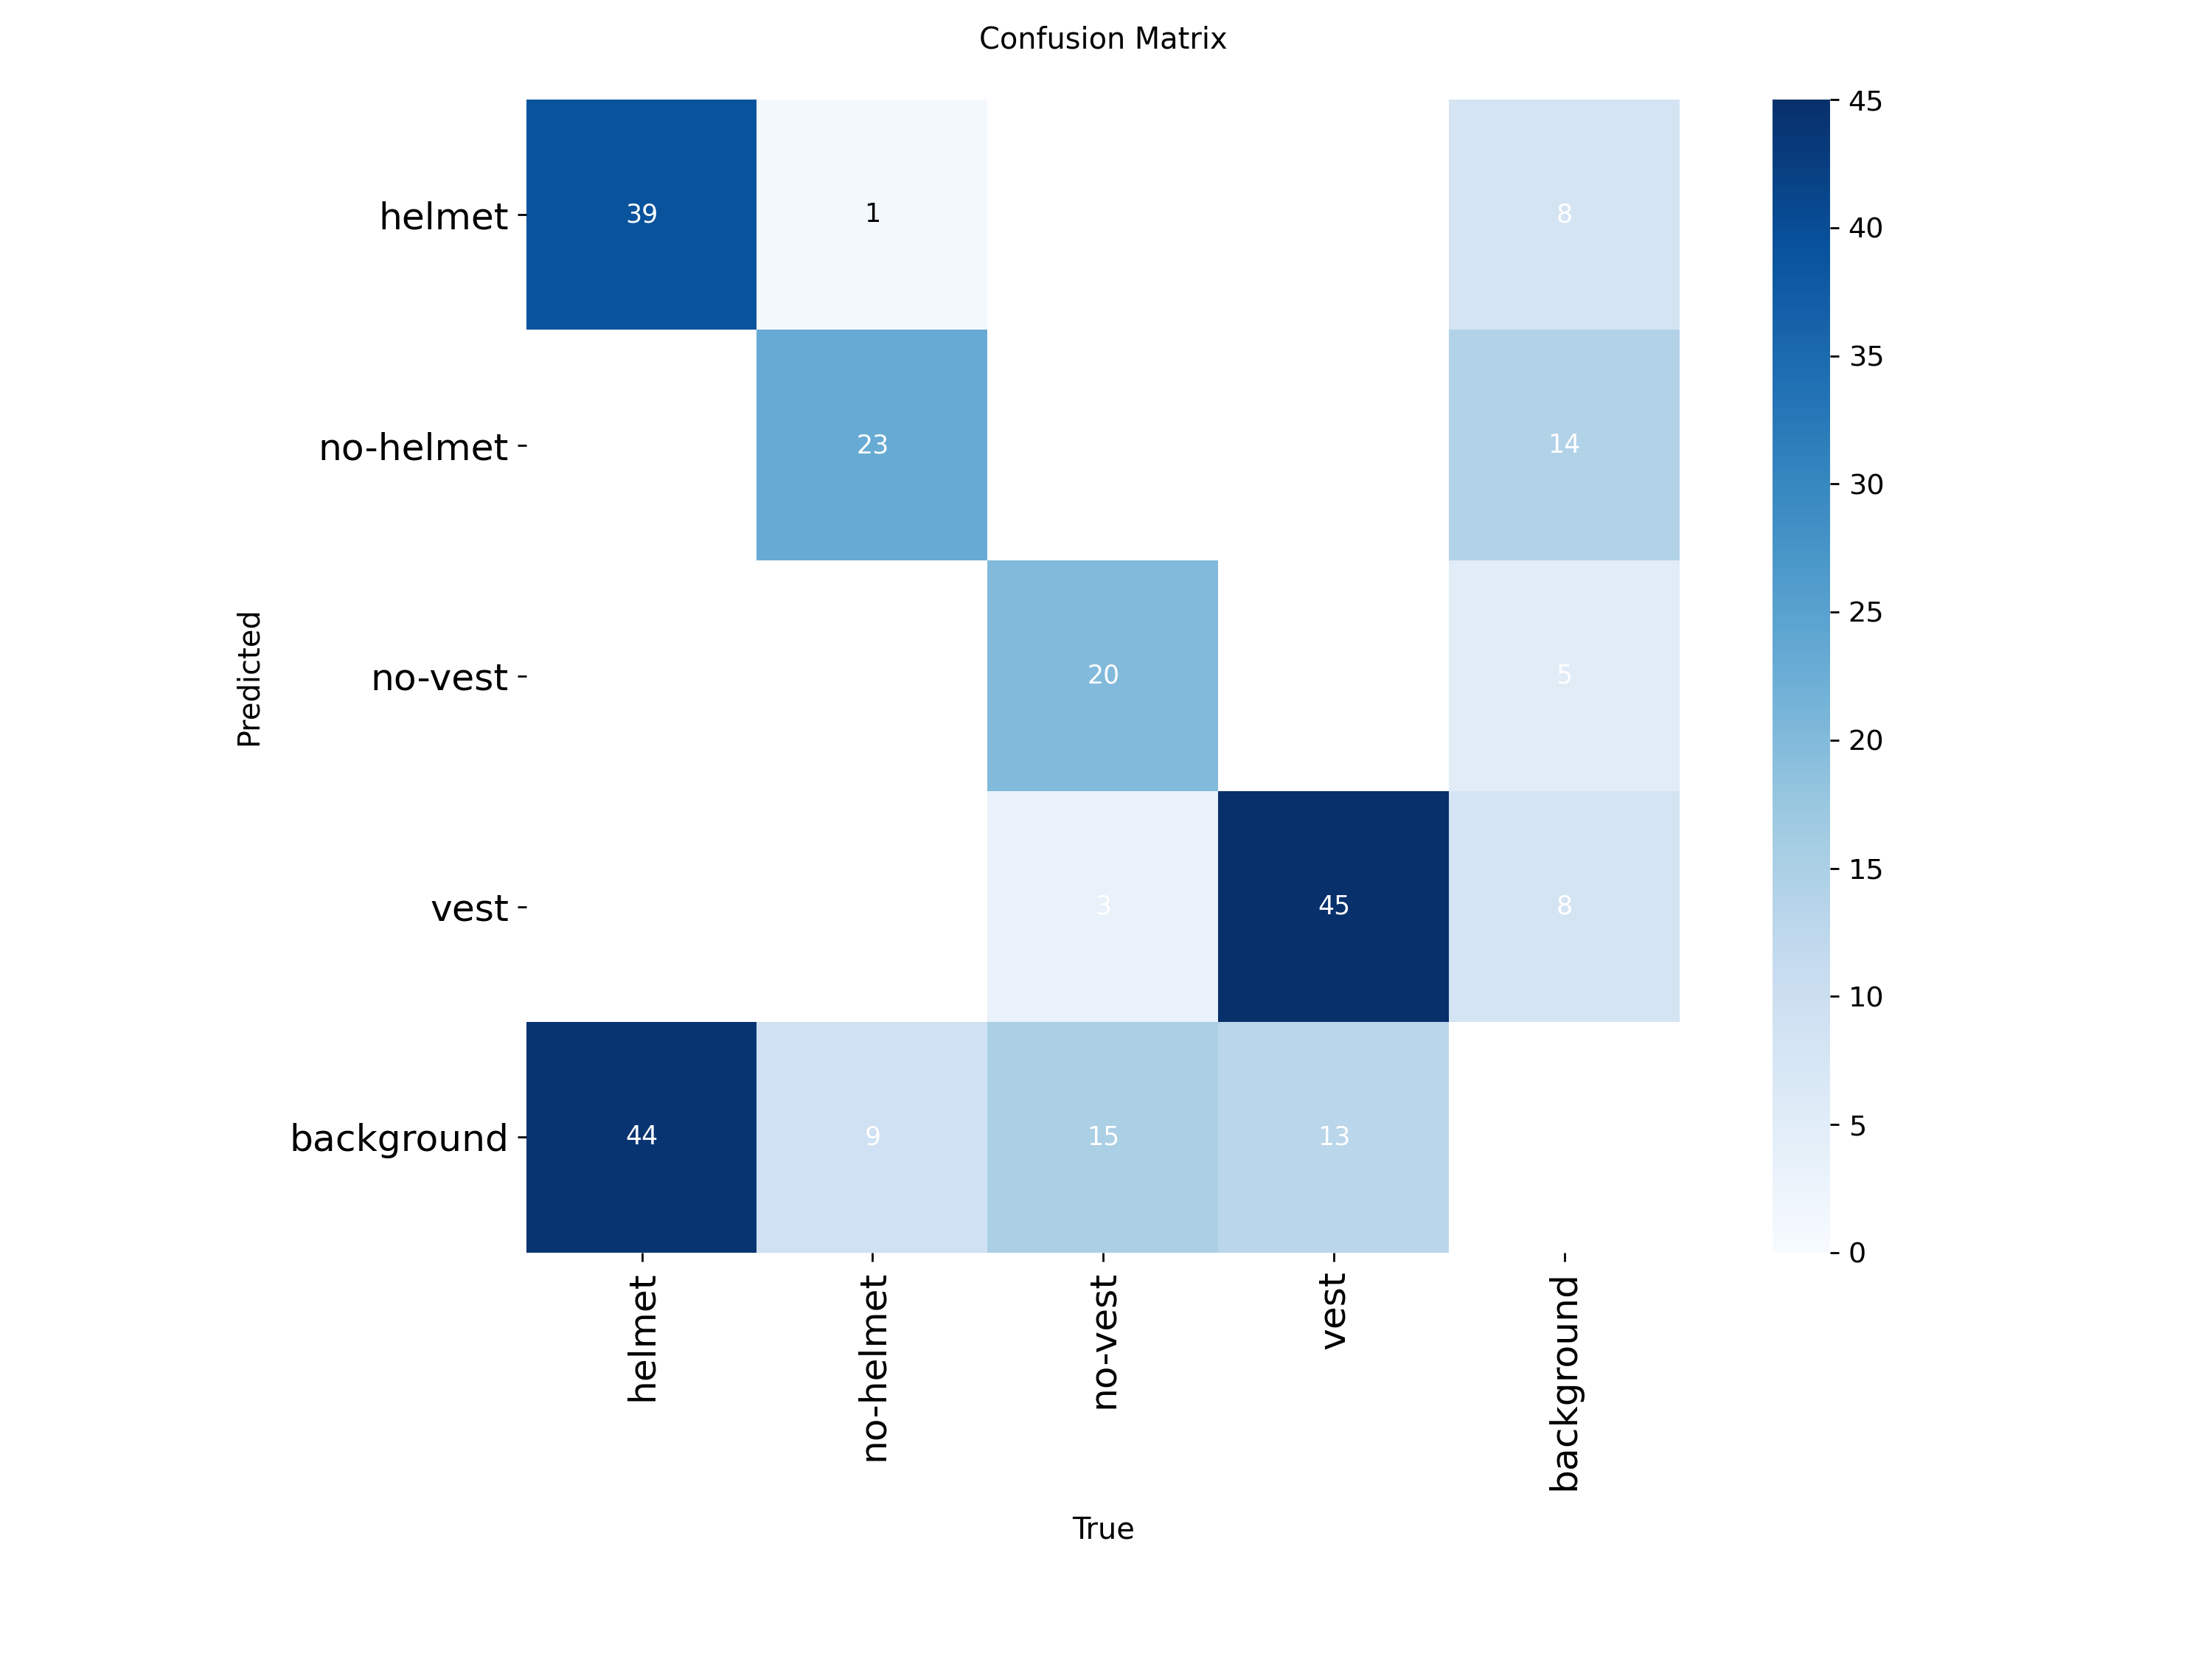 Confusion Matrix
helmet 39 1 8
no-helmet 23 14
no-vest 20 5
vest 3 45 8
background 44 9 15 13
Predicted
helmet
no-helmet
no-vest
vest
background
True
45
40
35
30
25
20
15
10
5
0